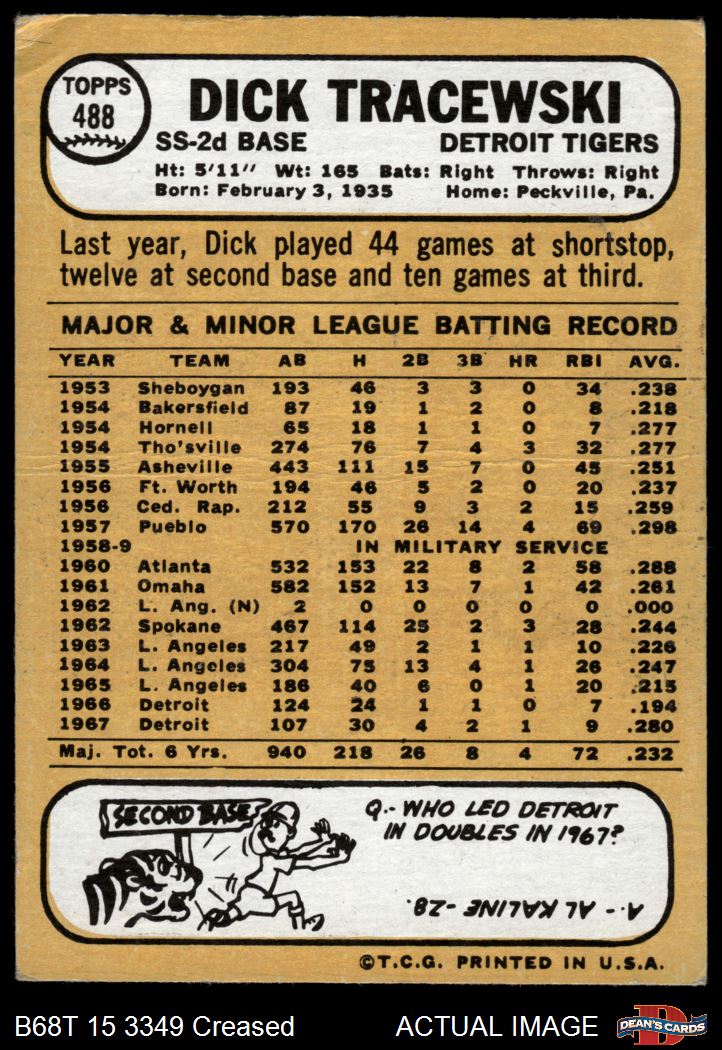 TOPPS
488
DICK TRACEWSKI
SS-2d BASE DETROIT TIGERS
Ht: 5'11" Wt: 165 Bats: Right Throws: Right
Born: February 3, 1935 Home: Peckville, Pa.
Last year, Dick played 44 games at shortstop,
twelve at second base and ten games at third.
MAJOR & MINOR LEAGUE BATTING RECORD
YEAR TEAM AB H 2B 3B HR RBI AVG.
1953 Sheboygan 193 46 3 3 0 34 .238
1954 Bakersfield 87 19 1 2 0 8 .218
1954 Hornell 65 18 1 1 0 7 .277
1954 Tho'sville 274 76 7 4 3 32 .277
1955 Asheville 443 111 15 7 0 45 .251
1956 Ft. Worth 194 46 5 2 0 20 .237
1956 Ced. Rap. 212 55 9 3 2 15 .259
1957 Pueblo 570 170 26 14 4 69 .298
1958-9 IN MILITARY SERVICE
1960 Atlanta 532 153 22 8 2 58 .288
1961 Omaha 582 152 13 7 1 42 .261
1962 L. Ang. (N) 2 0 0 0 0 0 .000
1962 Spokane 467 114 25 2 3 28 .244
1963 L. Angeles 217 49 2 1 1 10 .226
1964 L. Angeles 304 75 13 4 1 26 .247
1965 L. Angeles 186 40 6 0 1 20 .215
1966 Detroit 124 24 1 1 0 7 .194
1967 Detroit 107 30 4 2 1 9 .280
Maj. Tot. 6 Yrs. 940 218 26 8 4 72 .232
SECOND BASE
Q.- WHO LED DETROIT
IN DOUBLES IN 1967?
A.- AL KALINE - 28.
©T.C.G. PRINTED IN U.S.A.
B68T 15 3349 Creased ACTUAL IMAGE
D
DEAN'S CARDS